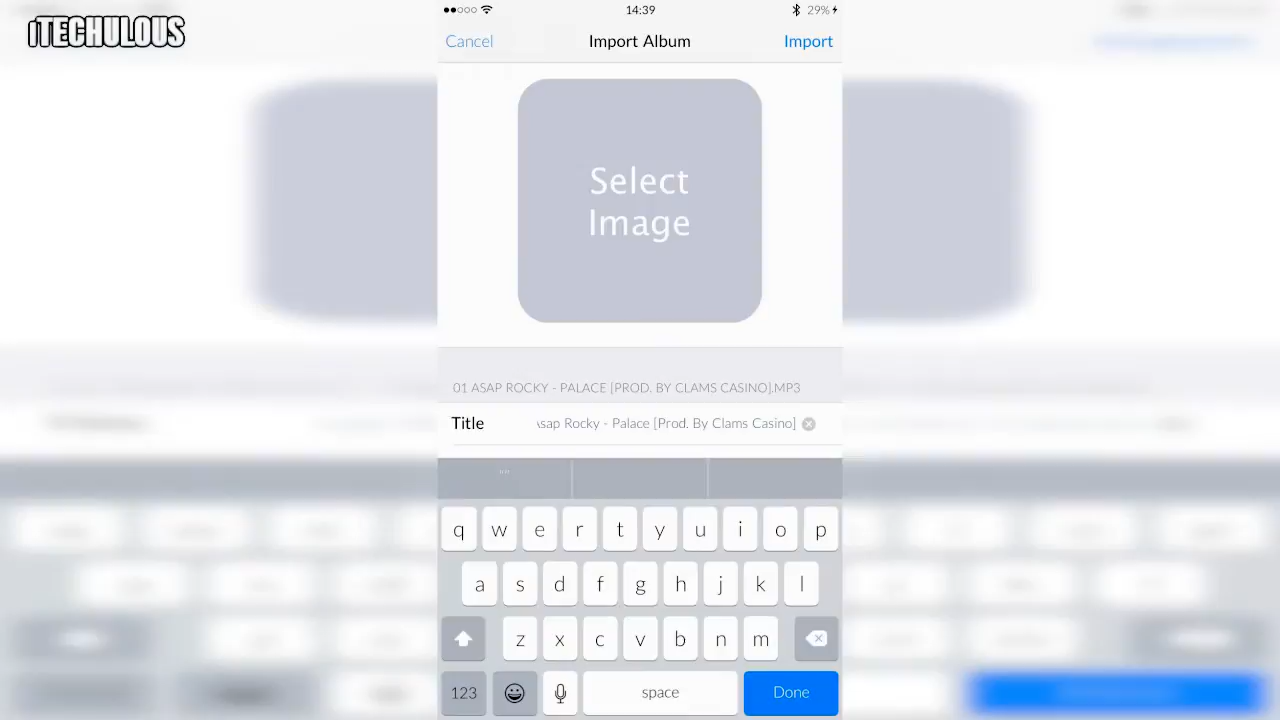 iTECHULOUS
14:39
29%
Cancel
Import Album
Import
Select
Image
01 ASAP ROCKY - PALACE [PROD. BY CLAMS CASINO].MP3
Title
sap Rocky - Palace [Prod. By Clams Casino]
""
q w e r t y u i o p
a s d f g h j k l
z x c v b n m
123
space
Done